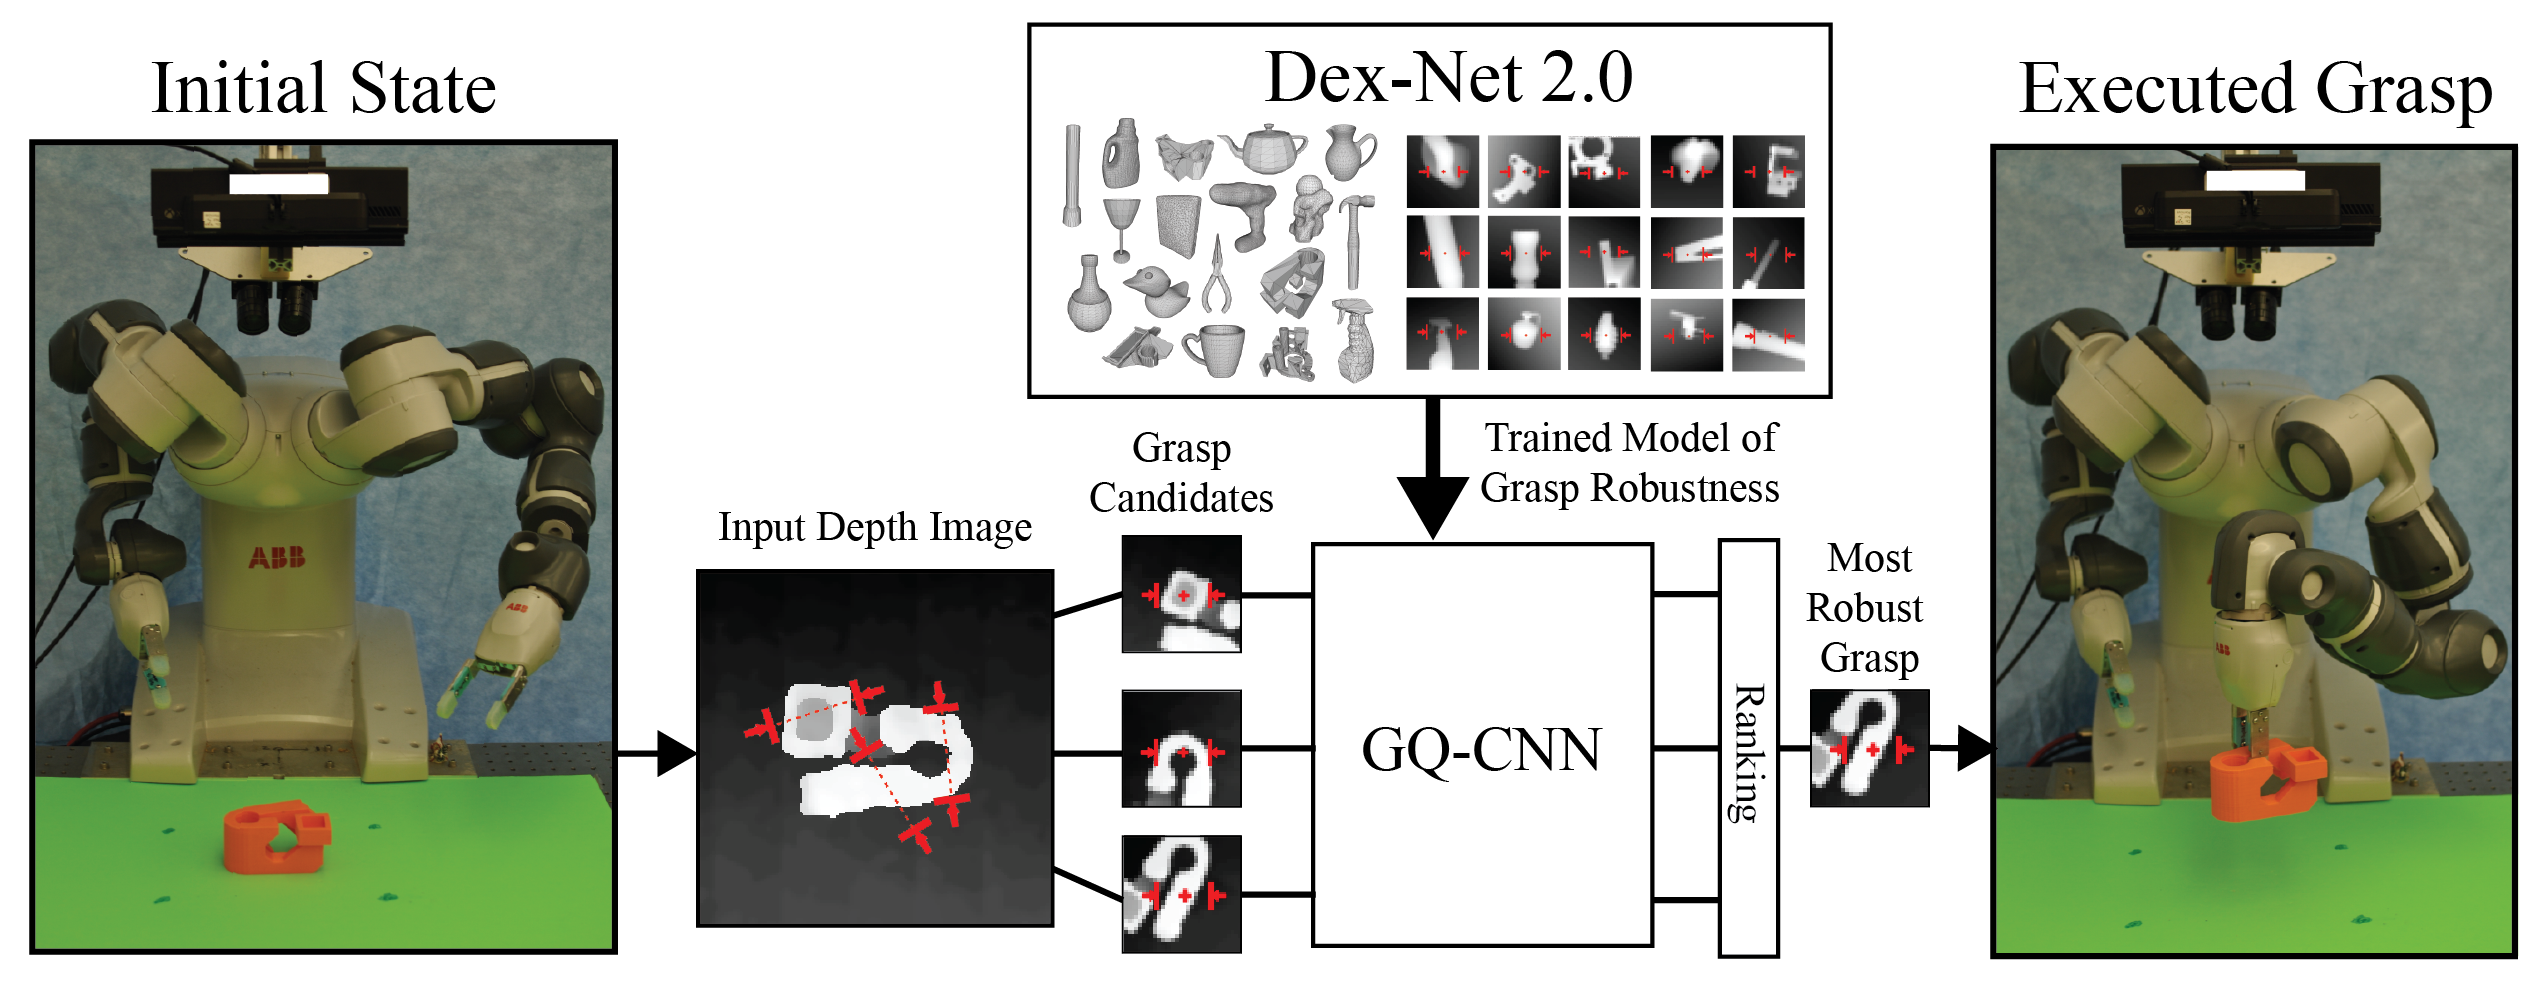 Initial State
Dex-Net 2.0
Executed Grasp
Trained Model of
Grasp Robustness
Grasp
Candidates
Input Depth Image
GQ-CNN
Ranking
Most
Robust
Grasp
ABB
ABB
ABB